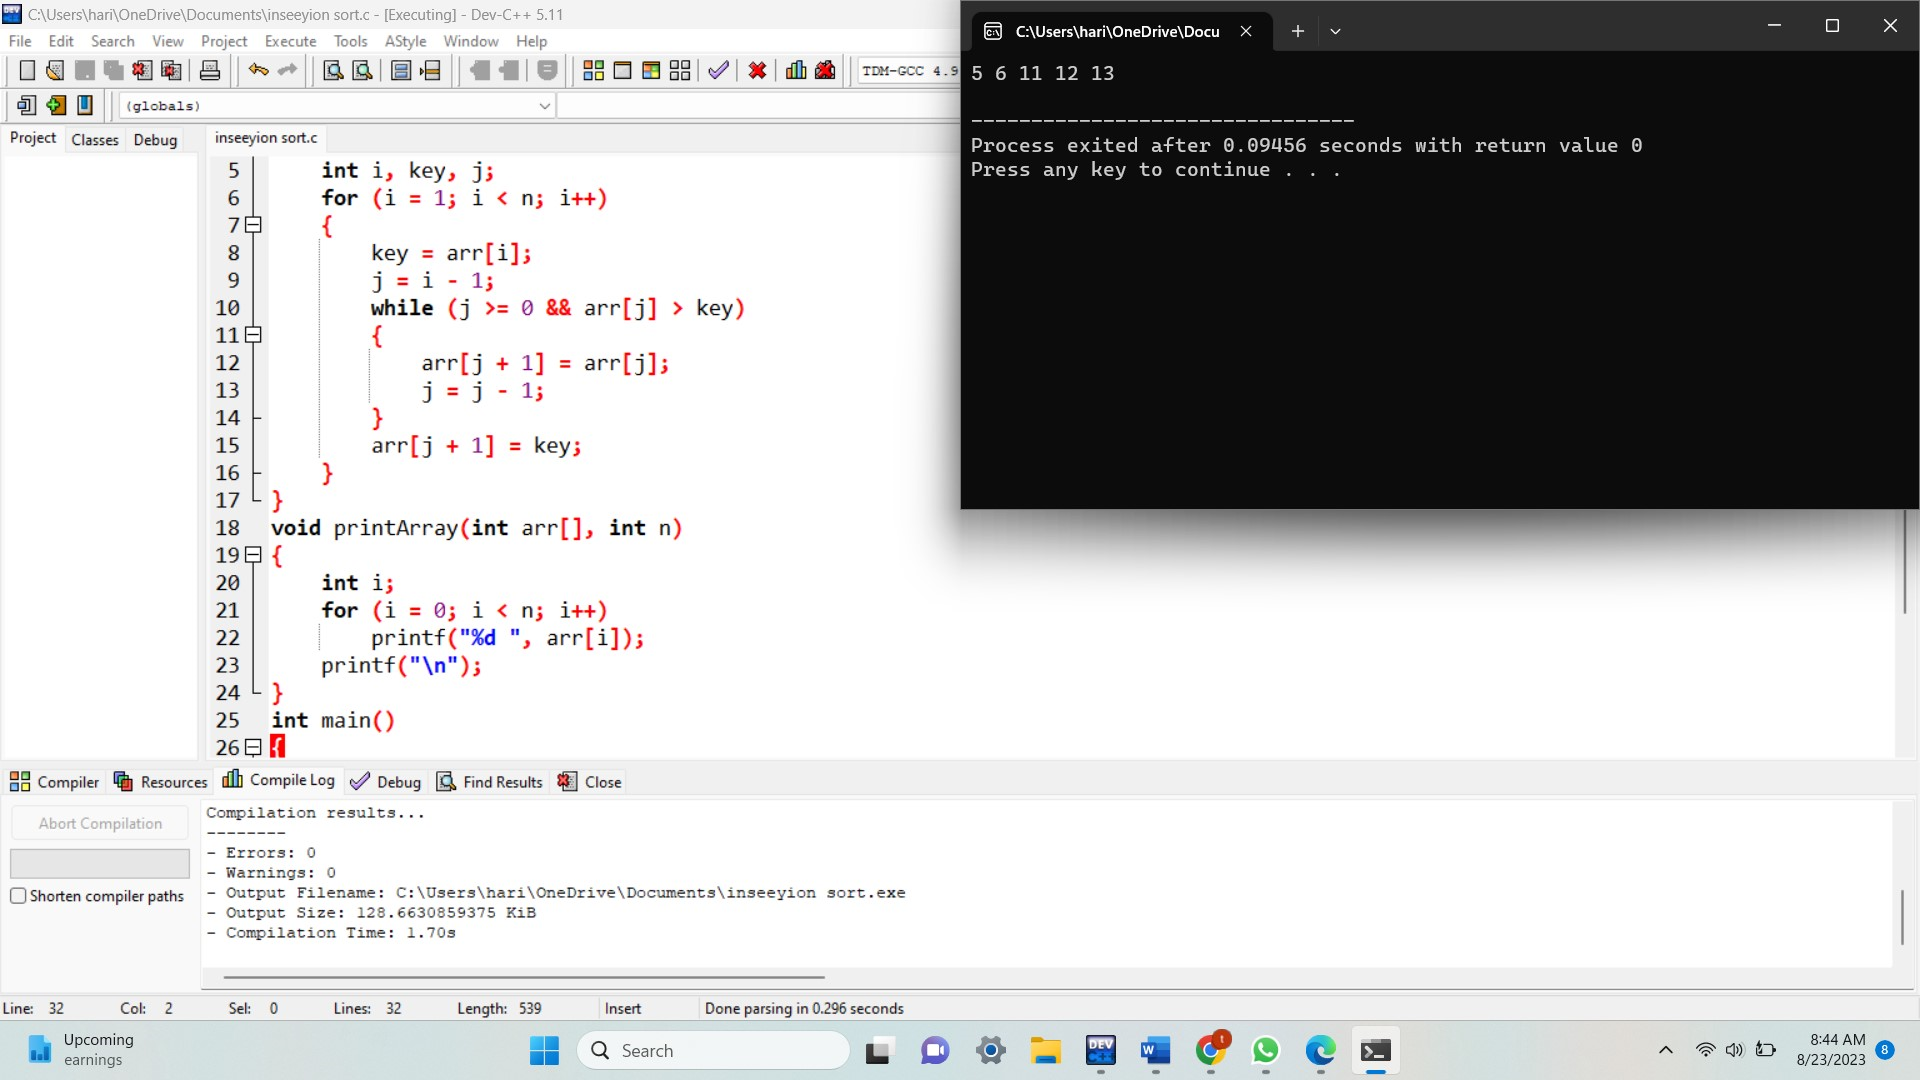 C:\Users\hari\OneDrive\Documents\inseeyion sort.c - [Executing] - Dev-C++ 5.11
File Edit Search View Project Execute Tools AStyle Window Help
TDM-GCC 4.9
(globals)
Project Classes Debug
inseeyion sort.c
5 int i, key, j;
6 for (i = 1; i < n; i++)
7 {
8 key = arr[i];
9 j = i - 1;
10 while (j >= 0 && arr[j] > key)
11 {
12 arr[j + 1] = arr[j];
13 j = j - 1;
14 }
15 arr[j + 1] = key;
16 }
17 }
18 void printArray(int arr[], int n)
19 {
20 int i;
21 for (i = 0; i < n; i++)
22 printf("%d ", arr[i]);
23 printf("\n");
24 }
25 int main()
26 {
C:\Users\hari\OneDrive\Docu
5 6 11 12 13
--------------------------------
Process exited after 0.09456 seconds with return value 0
Press any key to continue . . .
Compiler Resources Compile Log Debug Find Results Close
Abort Compilation
Shorten compiler paths
Compilation results...
--------
- Errors: 0
- Warnings: 0
- Output Filename: C:\Users\hari\OneDrive\Documents\inseeyion sort.exe
- Output Size: 128.6630859375 KiB
- Compilation Time: 1.70s
Line: 32 Col: 2 Sel: 0 Lines: 32 Length: 539 Insert Done parsing in 0.296 seconds
Upcoming
earnings
Search
DEV
C++
W
t
8:44 AM
8/23/2023
8